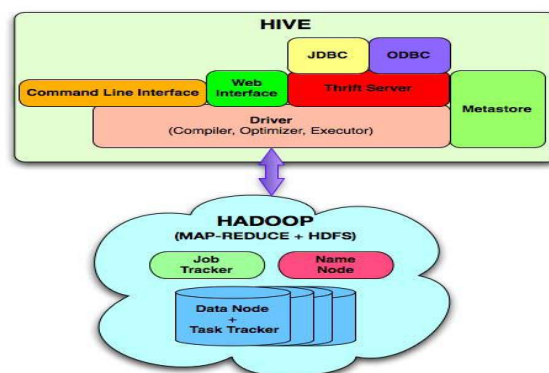 HIVE
JDBC
ODBC
Command Line Interface
Web
Interface
Thrift Server
Metastore
Driver
(Compiler, Optimizer, Executor)
HADOOP
(MAP-REDUCE + HDFS)
Job
Tracker
Name
Node
Data Node
+
Task Tracker